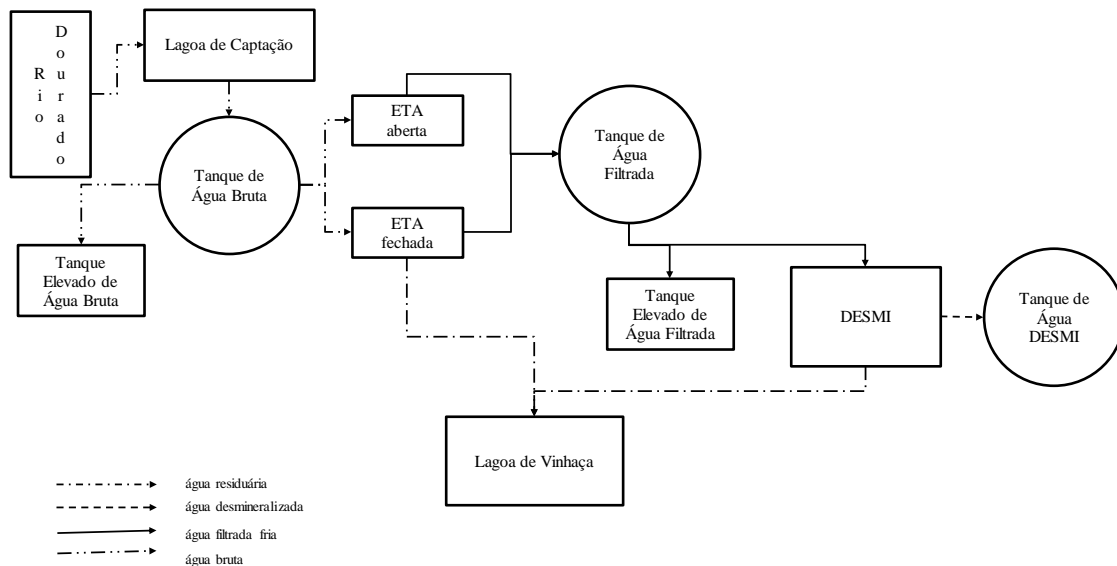 Rio
Dourado
Lagoa de Captação
ETA
aberta
Tanque de
Água
Filtrada
Tanque de
Água Bruta
ETA
fechada
Tanque
Elevado de
Água Bruta
Tanque
Elevado de
Água Filtrada
DESMI
Tanque de
Água
DESMI
Lagoa de Vinhaça
água residuária
água desmineralizada
água filtrada fria
água bruta